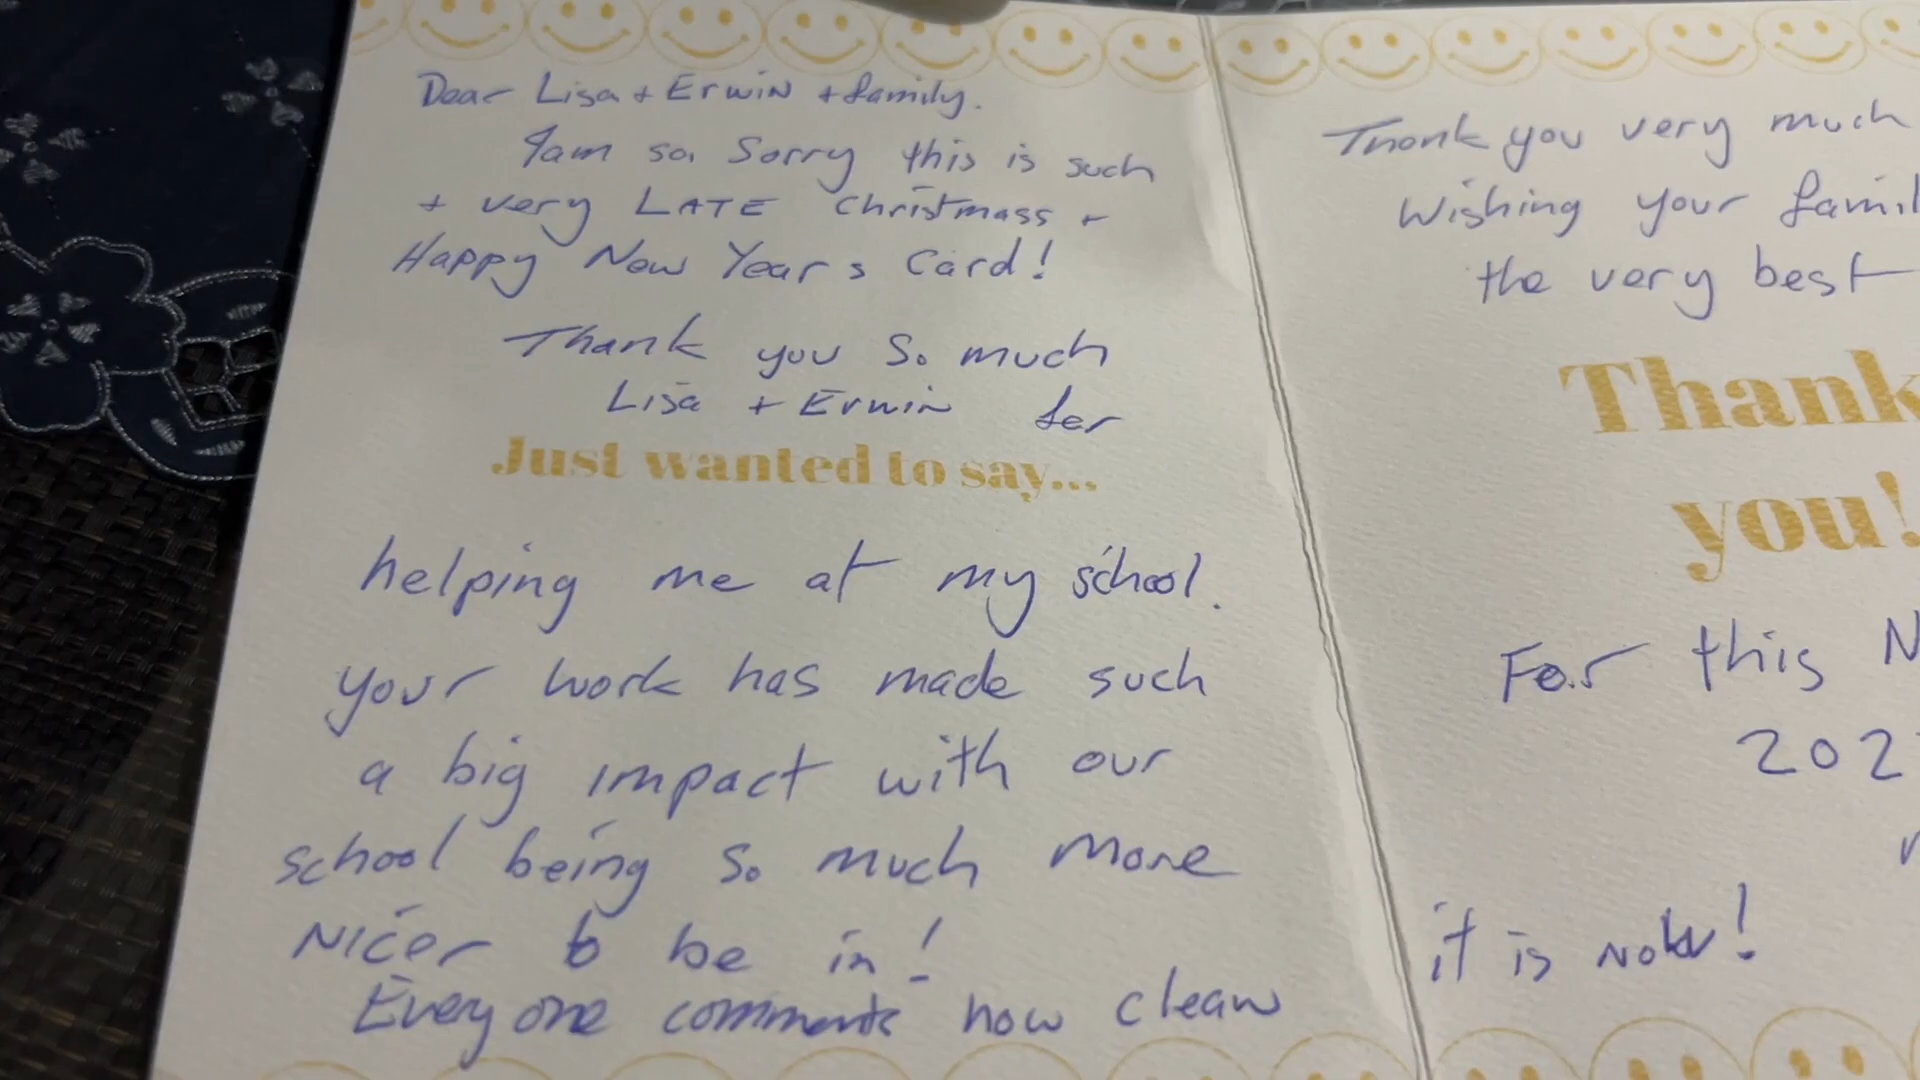 Dear Lisa + Erwin + family.
I am so. Sorry this is such
+ very LATE Christmass +
Happy New Years Card!
Thank you so much
Lisa + Erwin for
Just wanted to say...
helping me at my school.
your work has made such
a big impact with our
school being so much more
Nicer to be in!
Everyone comments how clean
Thank you very much
Wishing your famil
the very best
Thank
you!
For this N
202
it is now!